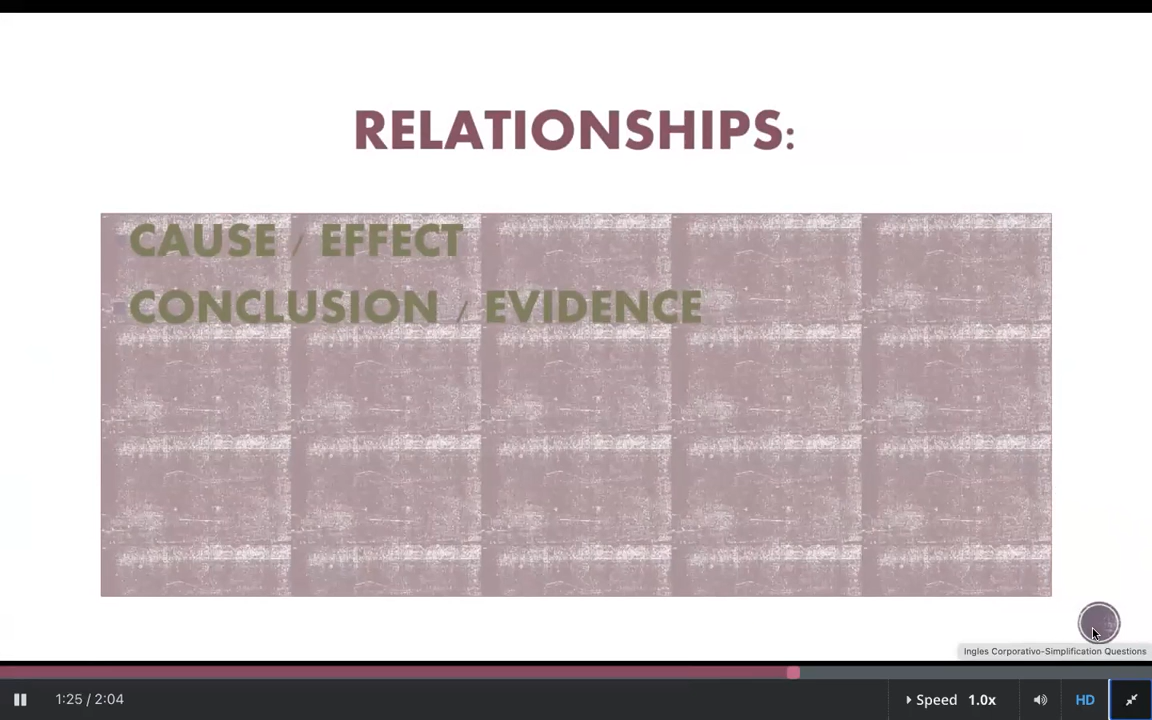 RELATIONSHIPS:
CAUSE / EFFECT
CONCLUSION / EVIDENCE
Ingles Corporativo-Simplification Questions
1:25 / 2:04
Speed 1.0x
HD